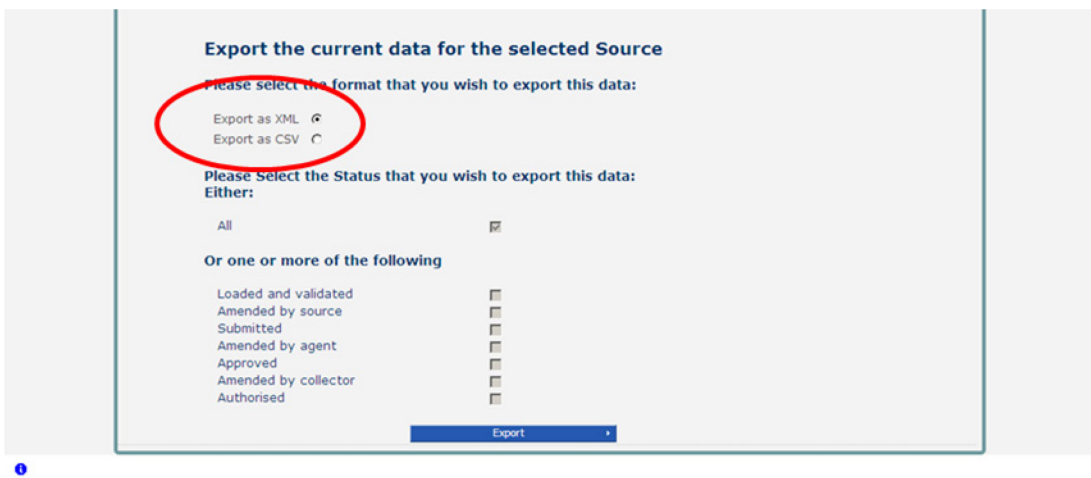 Export the current data for the selected Source
Please select the format that you wish to export this data:
Export as XML
Export as CSV
Please Select the Status that you wish to export this data:
Either:
All
Or one or more of the following
Loaded and validated
Amended by source
Submitted
Amended by agent
Approved
Amended by collector
Authorised
Export